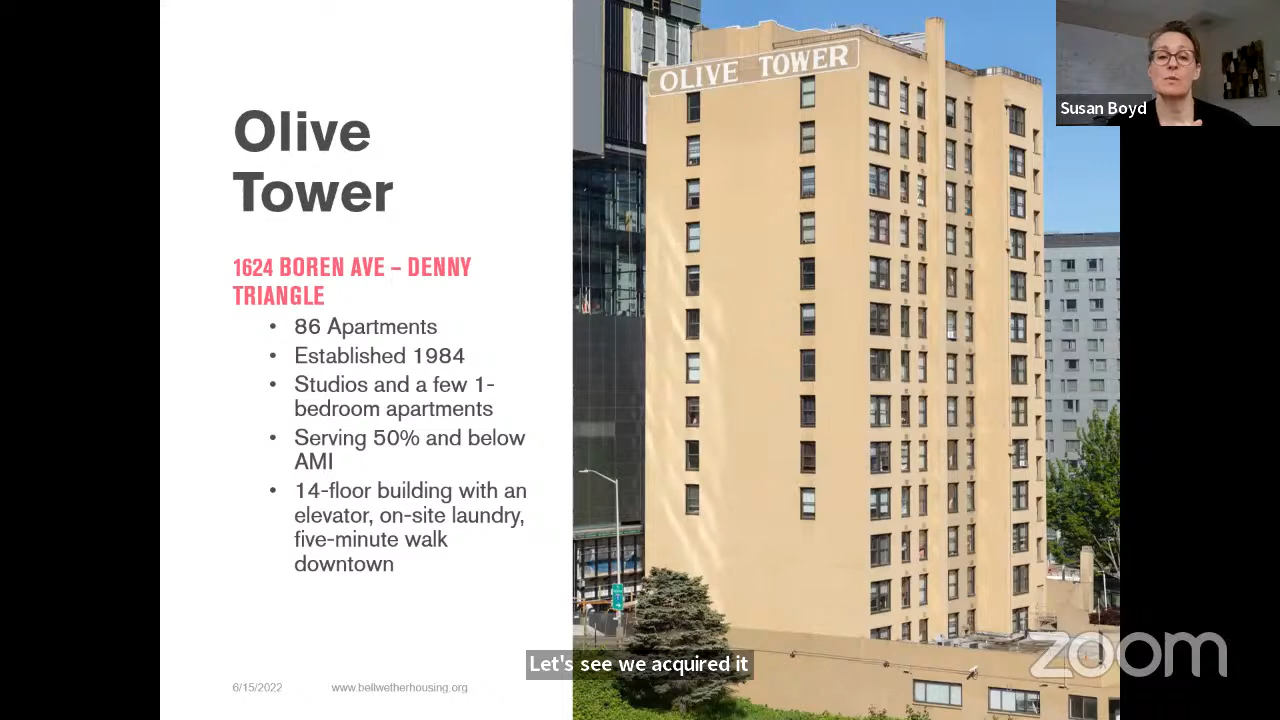 Olive
Tower
1624 BOREN AVE – DENNY
TRIANGLE
• 86 Apartments
• Established 1984
• Studios and a few 1-
bedroom apartments
• Serving 50% and below
AMI
• 14-floor building with an
elevator, on-site laundry,
five-minute walk
downtown
6/15/2022
www.bellwetherhousing.org
OLIVE TOWER
Susan Boyd
Let's see we acquired it
zoom